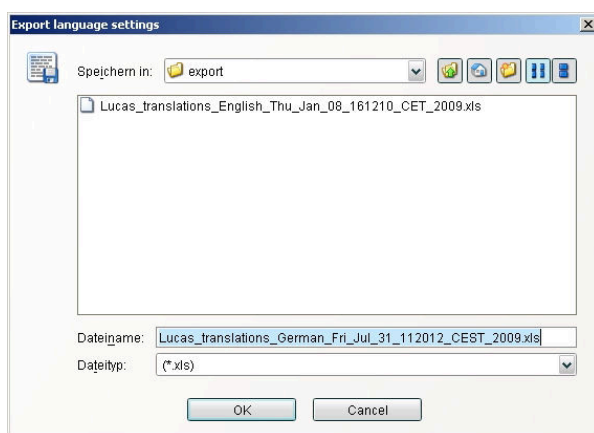 Export language settings
Speichern in: export
Lucas_translations_English_Thu_Jan_08_161210_CET_2009.xls
Dateiname: Lucas_translations_German_Fri_Jul_31_112012_CEST_2009.xls
Dateityp: (*.xls)
OK Cancel